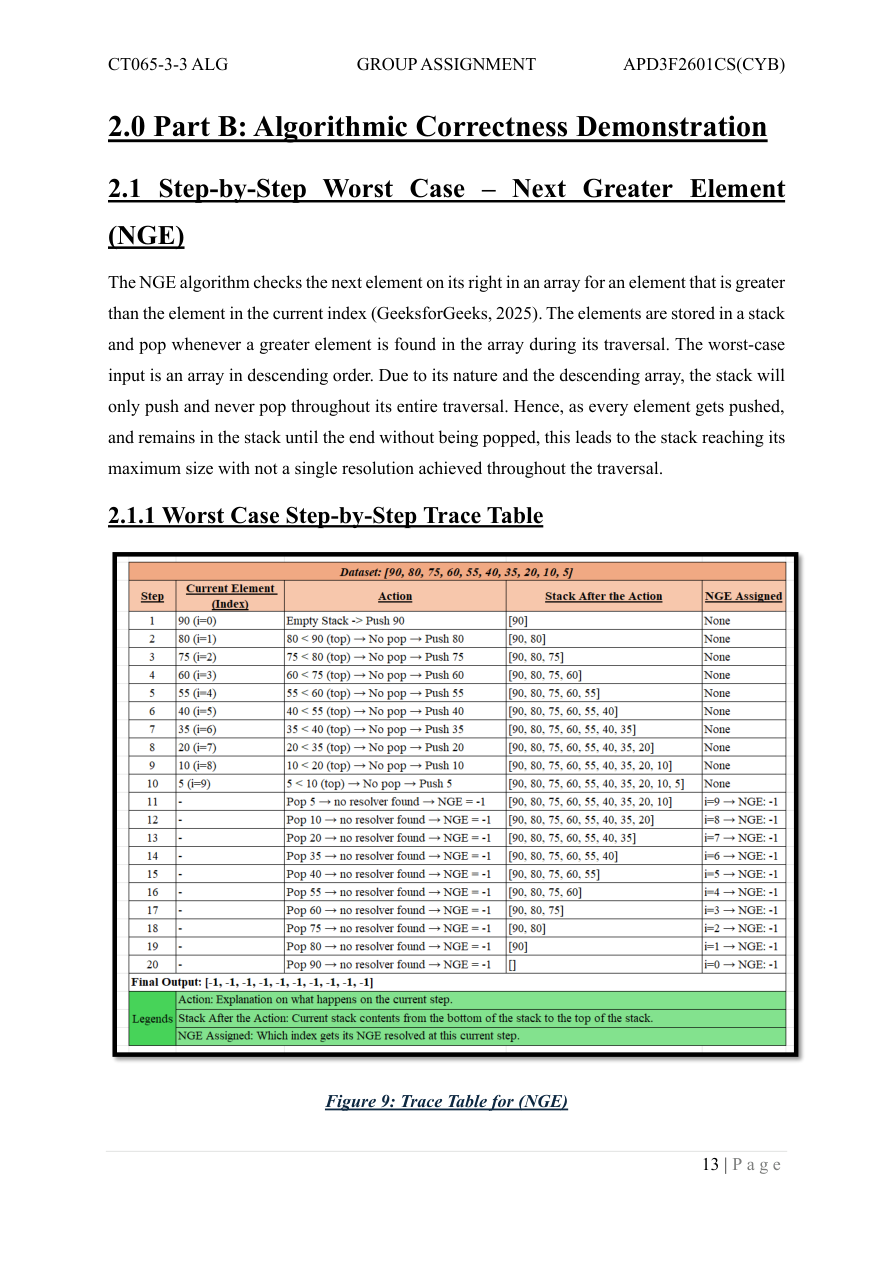 CT065-3-3 ALG GROUP ASSIGNMENT APD3F2601CS(CYB)
2.0 Part B: Algorithmic Correctness Demonstration
2.1 Step-by-Step Worst Case – Next Greater Element
(NGE)
The NGE algorithm checks the next element on its right in an array for an element that is greater
than the element in the current index (GeeksforGeeks, 2025). The elements are stored in a stack
and pop whenever a greater element is found in the array during its traversal. The worst-case
input is an array in descending order. Due to its nature and the descending array, the stack will
only push and never pop throughout its entire traversal. Hence, as every element gets pushed,
and remains in the stack until the end without being popped, this leads to the stack reaching its
maximum size with not a single resolution achieved throughout the traversal.
2.1.1 Worst Case Step-by-Step Trace Table
Dataset: [90, 80, 75, 60, 55, 40, 35, 20, 10, 5]
Step Current Element (Index) Action Stack After the Action NGE Assigned
1 90 (i=0) Empty Stack -> Push 90 [90] None
2 80 (i=1) 80 < 90 (top) → No pop → Push 80 [90, 80] None
3 75 (i=2) 75 < 80 (top) → No pop → Push 75 [90, 80, 75] None
4 60 (i=3) 60 < 75 (top) → No pop → Push 60 [90, 80, 75, 60] None
5 55 (i=4) 55 < 60 (top) → No pop → Push 55 [90, 80, 75, 60, 55] None
6 40 (i=5) 40 < 55 (top) → No pop → Push 40 [90, 80, 75, 60, 55, 40] None
7 35 (i=6) 35 < 40 (top) → No pop → Push 35 [90, 80, 75, 60, 55, 40, 35] None
8 20 (i=7) 20 < 35 (top) → No pop → Push 20 [90, 80, 75, 60, 55, 40, 35, 20] None
9 10 (i=8) 10 < 20 (top) → No pop → Push 10 [90, 80, 75, 60, 55, 40, 35, 20, 10] None
10 5 (i=9) 5 < 10 (top) → No pop → Push 5 [90, 80, 75, 60, 55, 40, 35, 20, 10, 5] None
11 - Pop 5 → no resolver found → NGE = -1 [90, 80, 75, 60, 55, 40, 35, 20, 10] i=9 → NGE: -1
12 - Pop 10 → no resolver found → NGE = -1 [90, 80, 75, 60, 55, 40, 35, 20] i=8 → NGE: -1
13 - Pop 20 → no resolver found → NGE = -1 [90, 80, 75, 60, 55, 40, 35] i=7 → NGE: -1
14 - Pop 35 → no resolver found → NGE = -1 [90, 80, 75, 60, 55, 40] i=6 → NGE: -1
15 - Pop 40 → no resolver found → NGE = -1 [90, 80, 75, 60, 55] i=5 → NGE: -1
16 - Pop 55 → no resolver found → NGE = -1 [90, 80, 75, 60] i=4 → NGE: -1
17 - Pop 60 → no resolver found → NGE = -1 [90, 80, 75] i=3 → NGE: -1
18 - Pop 75 → no resolver found → NGE = -1 [90, 80] i=2 → NGE: -1
19 - Pop 80 → no resolver found → NGE = -1 [90] i=1 → NGE: -1
20 - Pop 90 → no resolver found → NGE = -1 [] i=0 → NGE: -1
Final Output: [-1, -1, -1, -1, -1, -1, -1, -1, -1, -1]
Legends
Action: Explanation on what happens on the current step.
Stack After the Action: Current stack contents from the bottom of the stack to the top of the stack.
NGE Assigned: Which index gets its NGE resolved at this current step.
Figure 9: Trace Table for (NGE)
13 | P a g e